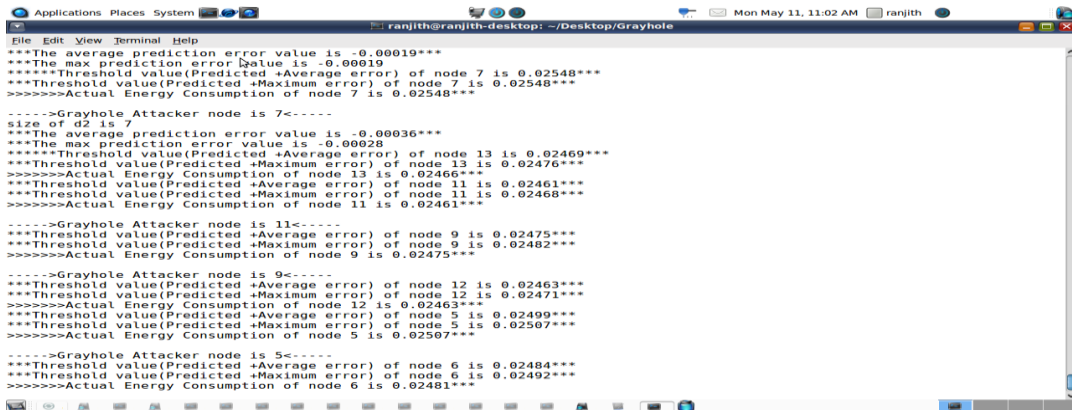 Applications Places System Mon May 11, 11:02 AM ranjith
ranjith@ranjith-desktop: ~/Desktop/Grayhole
File Edit View Terminal Help
***The average prediction error value is -0.00019***
***The max prediction error value is -0.00019
******Threshold value(Predicted +Average error) of node 7 is 0.02548***
***Threshold value(Predicted +Maximum error) of node 7 is 0.02548***
>>>>>>>Actual Energy Consumption of node 7 is 0.02548***
----->Grayhole Attacker node is 7<-----
size of d2 is 7
***The average prediction error value is -0.00036***
***The max prediction error value is -0.00028
******Threshold value(Predicted +Average error) of node 13 is 0.02469***
***Threshold value(Predicted +Maximum error) of node 13 is 0.02476***
>>>>>>>Actual Energy Consumption of node 13 is 0.02466***
***Threshold value(Predicted +Average error) of node 11 is 0.02461***
***Threshold value(Predicted +Maximum error) of node 11 is 0.02468***
>>>>>>>Actual Energy Consumption of node 11 is 0.02461***
----->Grayhole Attacker node is 11<-----
***Threshold value(Predicted +Average error) of node 9 is 0.02475***
***Threshold value(Predicted +Maximum error) of node 9 is 0.02482***
>>>>>>>Actual Energy Consumption of node 9 is 0.02475***
----->Grayhole Attacker node is 9<-----
***Threshold value(Predicted +Average error) of node 12 is 0.02463***
***Threshold value(Predicted +Maximum error) of node 12 is 0.02471***
>>>>>>>Actual Energy Consumption of node 12 is 0.02463***
***Threshold value(Predicted +Average error) of node 5 is 0.02499***
***Threshold value(Predicted +Maximum error) of node 5 is 0.02507***
>>>>>>>Actual Energy Consumption of node 5 is 0.02507***
----->Grayhole Attacker node is 5<-----
***Threshold value(Predicted +Average error) of node 6 is 0.02484***
***Threshold value(Predicted +Maximum error) of node 6 is 0.02492***
>>>>>>>Actual Energy Consumption of node 6 is 0.02481***